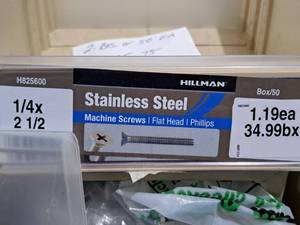 H825600
1/4x
2 1/2
HILLMAN
Stainless Steel
Machine Screws | Flat Head | Phillips
Box/50
1.19ea
34.99bx